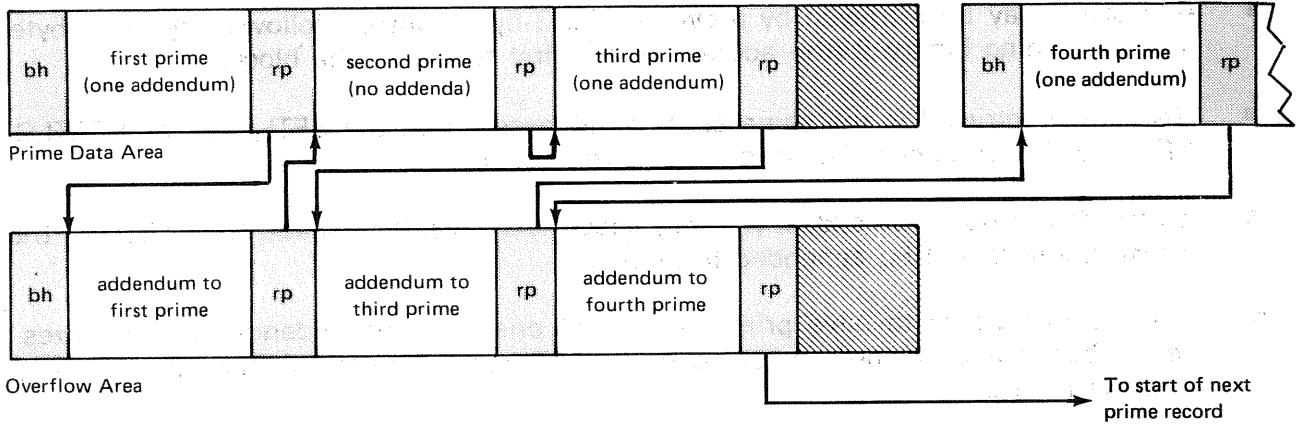 bh
first prime
(one addendum)
rp
second prime
(no addenda)
rp
third prime
(one addendum)
rp
bh
fourth prime
(one addendum)
rp
Prime Data Area
bh
addendum to
first prime
rp
addendum to
third prime
rp
addendum to
fourth prime
rp
Overflow Area
To start of next
prime record